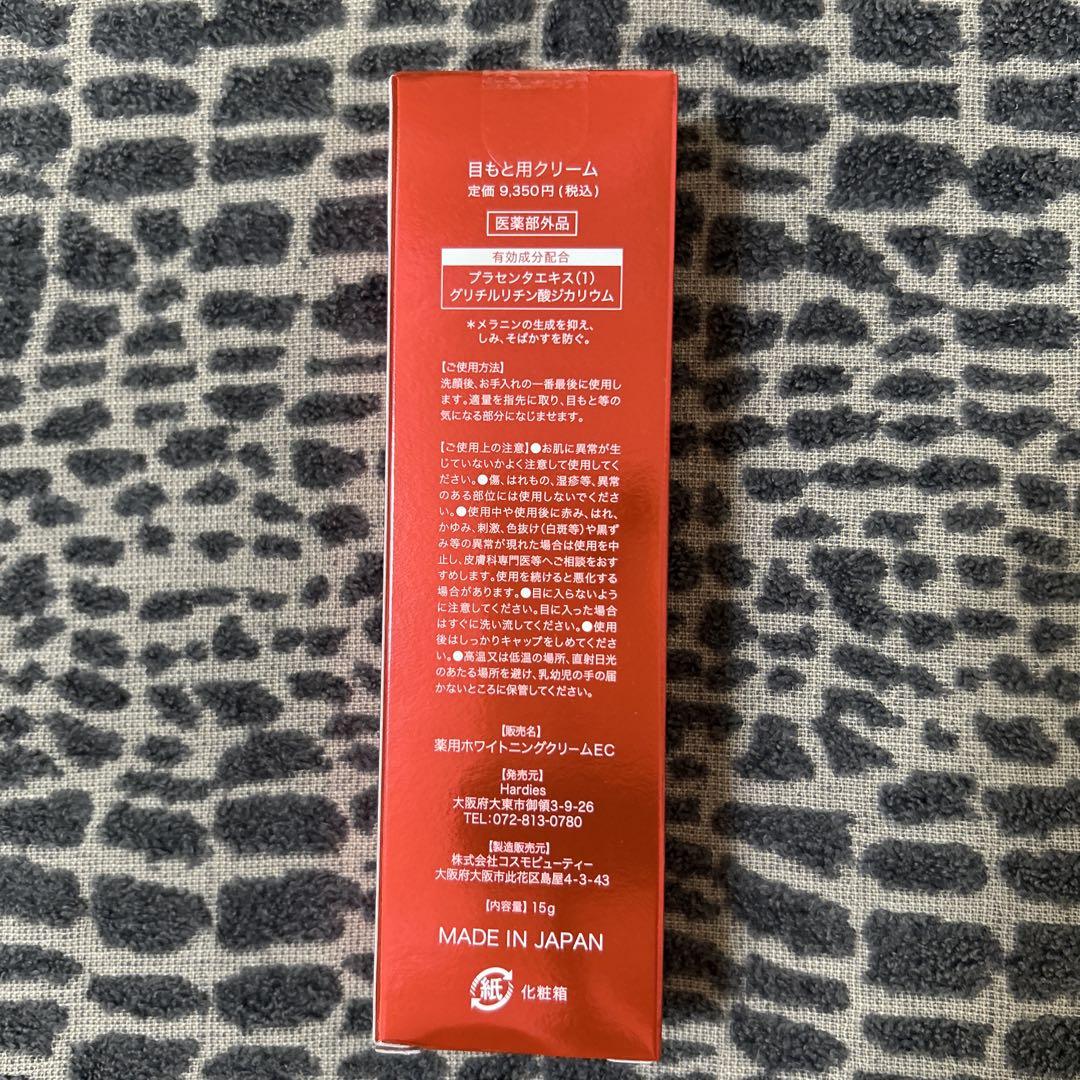 目もと用クリーム
定価 9,350円(税込)
医薬部外品
有効成分配合
プラセンタエキス(1)
グリチルリチン酸ジカリウム
*メラニンの生成を抑え、
しみ、そばかすを防ぐ。
【ご使用方法】
洗顔後、お手入れの一番最後に使用し
ます。適量を指先に取り、目もと等の
気になる部分になじませます。
【ご使用上の注意】●お肌に異常が生
じていないかよく注意して使用してく
ださい。●傷、はれもの、湿疹等、異常
のある部位には使用しないでくださ
い。●使用中や使用後に赤み、はれ、
かゆみ、刺激、色抜け(白斑等)や黒ず
み等の異常が現れた場合は使用を中
止し、皮膚科専門医等へご相談をおす
すめします。使用を続けると悪化する
場合があります。●目に入らないよう
に注意してください。目に入った場合
はすぐに洗い流してください。●使用
後はしっかりキャップをしめてくださ
い。●高温又は低温の場所、直射日光
のあたる場所を避け、乳幼児の手の届
かないところに保管してください。
【販売名】
薬用ホワイトニングクリームEC
【発売元】
Hardies
大阪府大東市御領3-9-26
TEL:072-813-0780
【製造販売元】
株式会社コスモビューティー
大阪府大阪市此花区島屋4-3-43
【内容量】15g
MADE IN JAPAN
紙 化粧箱